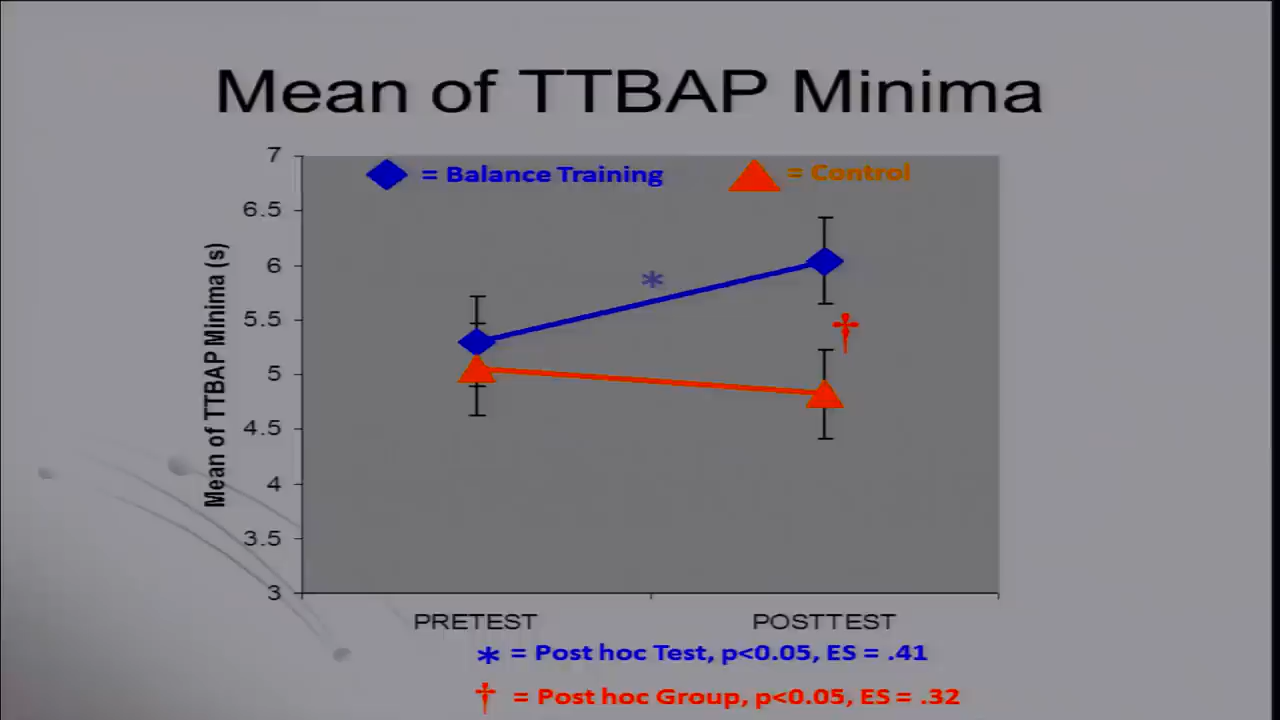 Mean of TTBAP Minima
= Balance Training
= Control
7
6.5
6
5.5
5
4.5
4
3.5
3
Mean of TTBAP Minima (s)
*
†
PRETEST
POSTTEST
* = Post hoc Test, p<0.05, ES = .41
† = Post hoc Group, p<0.05, ES = .32